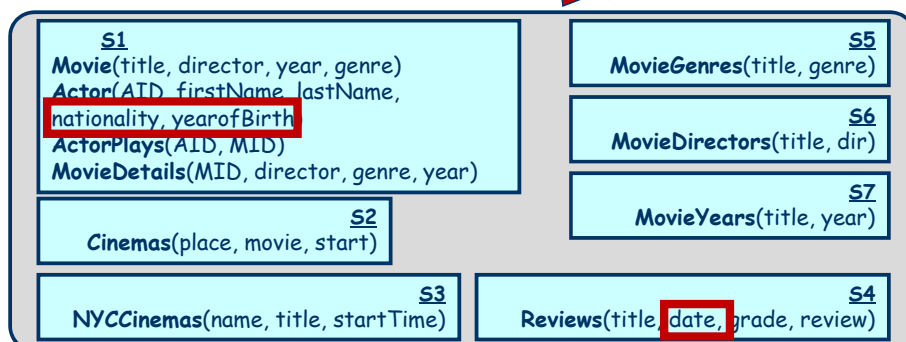 S1
Movie(title, director, year, genre)
Actor(AID, firstName, lastName,
nationality, yearofBirth)
ActorPlays(AID, MID)
MovieDetails(MID, director, genre, year)
S2
Cinemas(place, movie, start)
S3
NYCCinemas(name, title, startTime)
S5
MovieGenres(title, genre)
S6
MovieDirectors(title, dir)
S7
MovieYears(title, year)
S4
Reviews(title, date, grade, review)